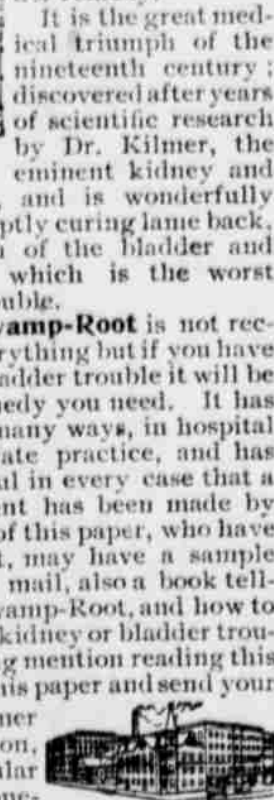 It is the great med-
ical triumph of the
nineteenth century;
discovered after years
of scientific research
by Dr. Kilmer, the
eminent kidney and
and is wonderfully
ptly curing lame back,
of the bladder and
which is the worst
uble.
amp-Root is not rec-
rything but if you have
adder trouble it will be
edy you need. It has
many ways, in hospital
ate practice, and has
ul in every case that a
ent has been made by
of this paper, who have
, may have a sample
mail, also a book tell-
amp-Root, and how to
kidney or bladder trou-
g mention reading this
his paper and send your
ner
on,
lar